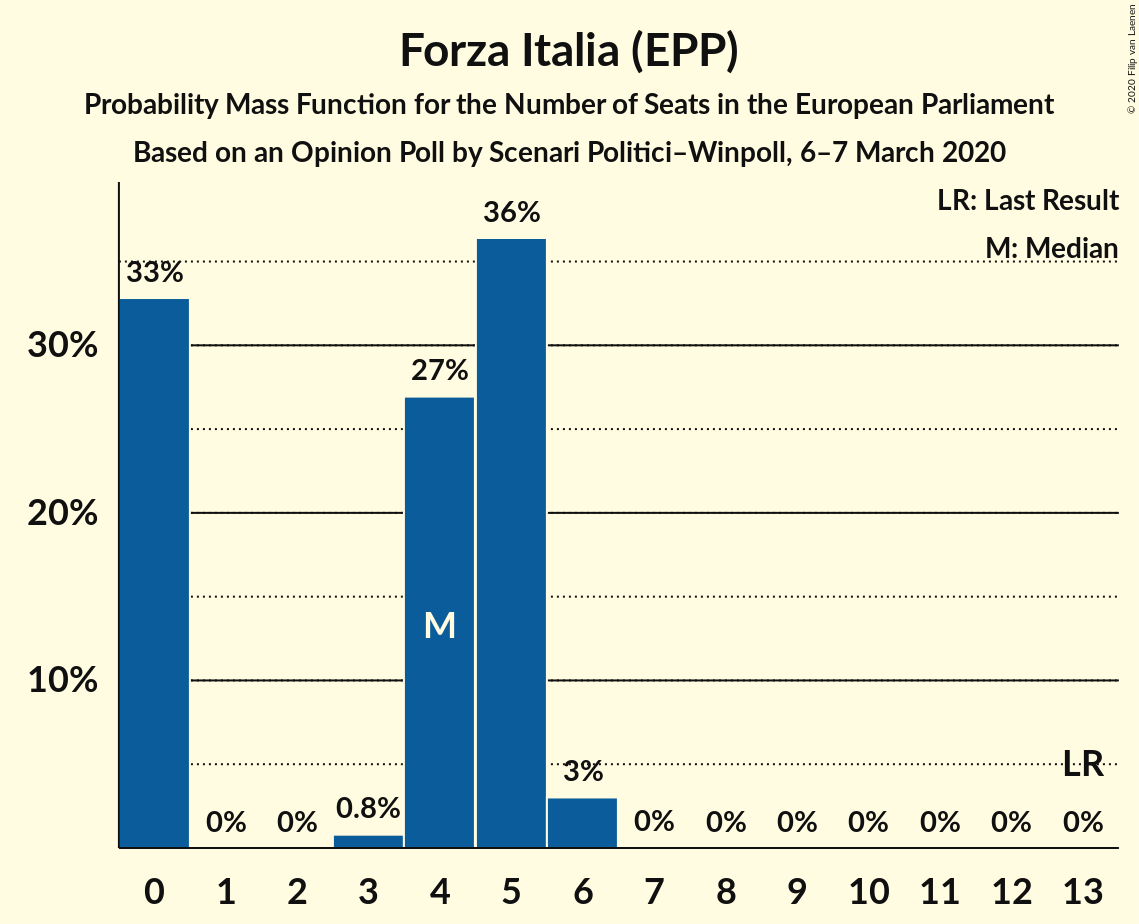 Forza Italia (EPP)
Probability Mass Function for the Number of Seats in the European Parliament
Based on an Opinion Poll by Scenari Politici–Winpoll, 6–7 March 2020
© 2020 Filip van Laenen
LR: Last Result
M: Median
36%
33%
30%
27%
20%
M
10%
LR
3%
0.8%
0% 0% 0% 0% 0% 0% 0% 0% 0%
0 1 2 3 4 5 6 7 8 9 10 11 12 13